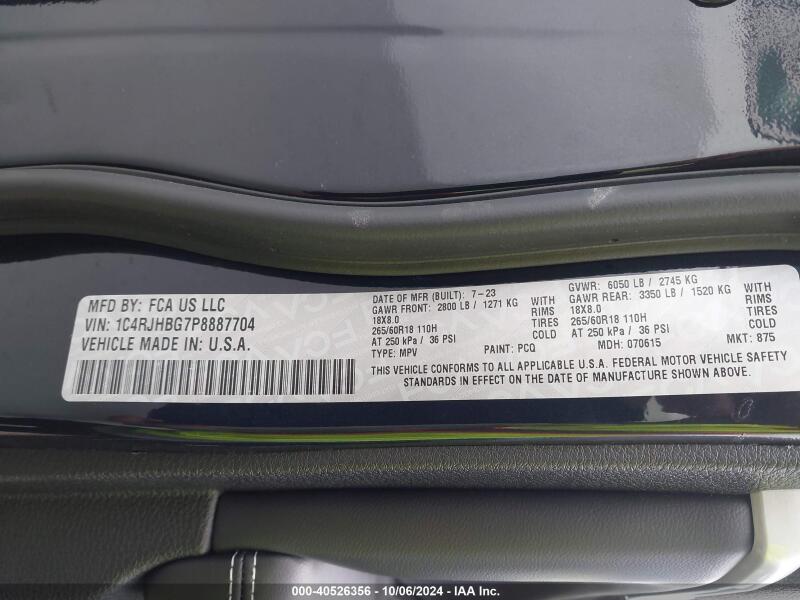 MFD BY: FCA US LLC
VIN: 1C4RJHBG7P8887704
VEHICLE MADE IN: U.S.A.
DATE OF MFR (BUILT): 7-23
GAWR FRONT: 2800 LB / 1271 KG WITH
18X8.0 RIMS
265/60R18 110H TIRES
AT 250 kPa / 36 PSI COLD
TYPE: MPV PAINT: PCQ
GVWR: 6050 LB / 2745 KG
GAWR REAR: 3350 LB / 1520 KG WITH
18X8.0 RIMS
265/60R18 110H TIRES
AT 250 kPa / 36 PSI COLD
MDH: 070615 MKT: 875
THIS VEHICLE CONFORMS TO ALL APPLICABLE U.S.A. FEDERAL MOTOR VEHICLE SAFETY
STANDARDS IN EFFECT ON THE DATE OF MANUFACTURE SHOWN ABOVE.
000-40526356 - 10/06/2024 - IAA Inc.